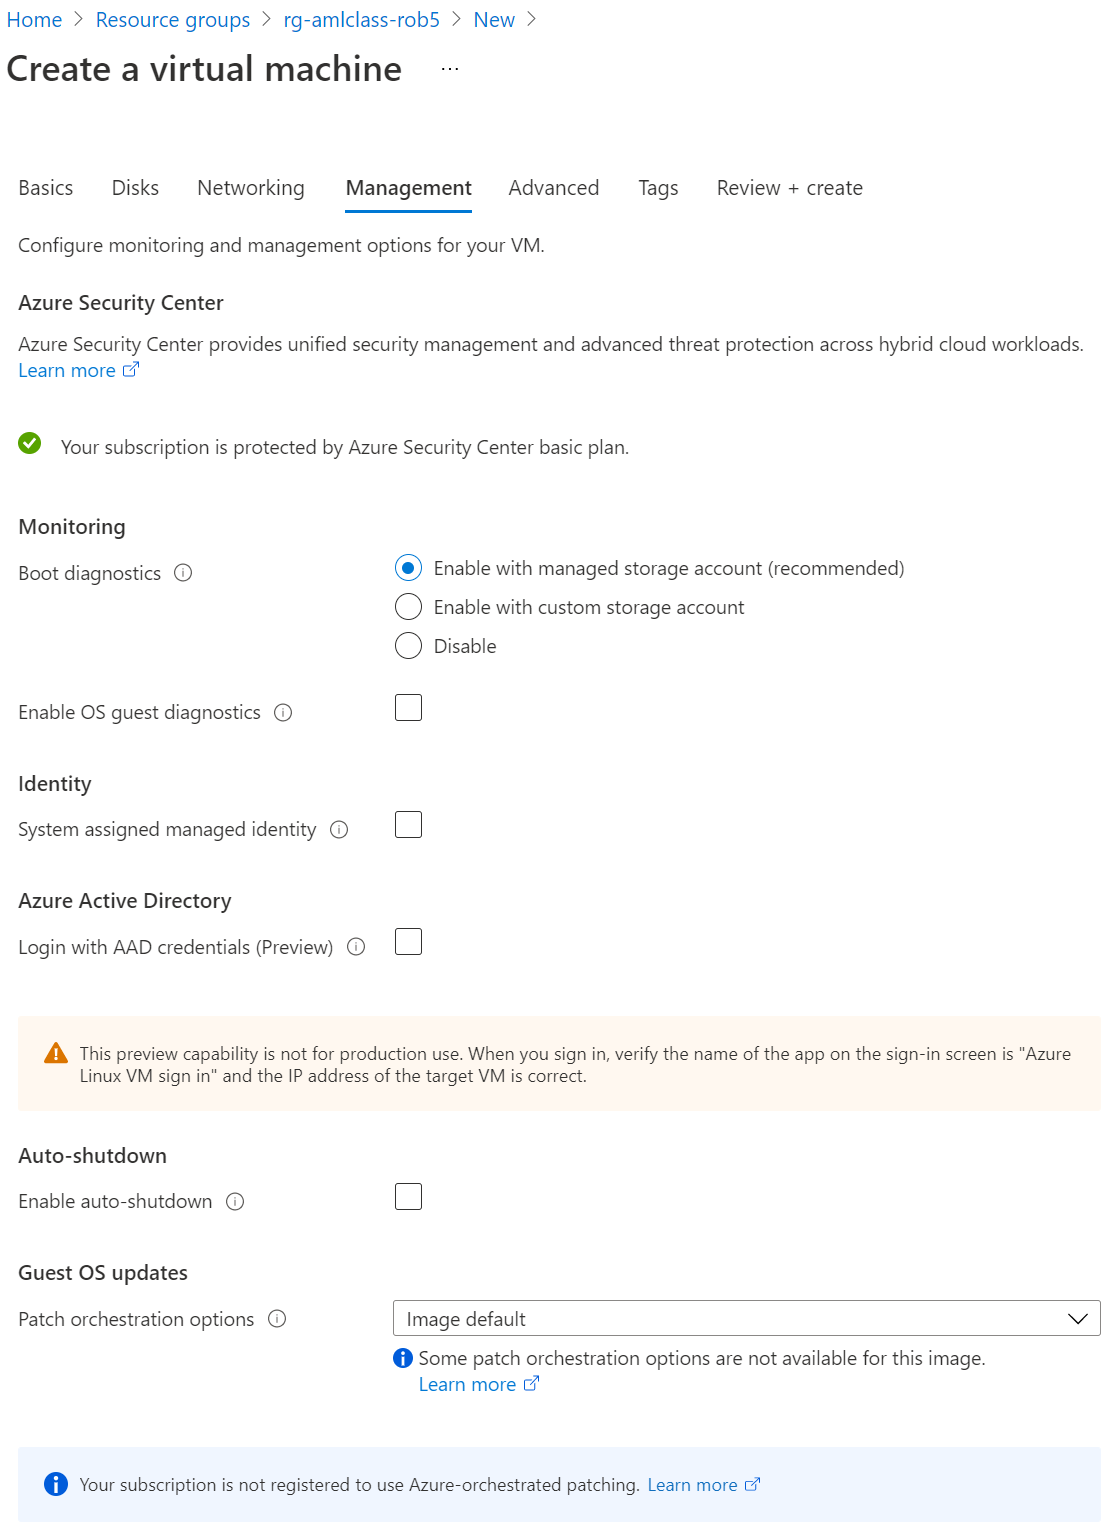 Home > Resource groups > rg-amlclass-rob5 > New >
Create a virtual machine ...
Basics Disks Networking Management Advanced Tags Review + create
Configure monitoring and management options for your VM.
Azure Security Center
Azure Security Center provides unified security management and advanced threat protection across hybrid cloud workloads.
Learn more
Your subscription is protected by Azure Security Center basic plan.
Monitoring
Boot diagnostics
Enable with managed storage account (recommended)
Enable with custom storage account
Disable
Enable OS guest diagnostics
Identity
System assigned managed identity
Azure Active Directory
Login with AAD credentials (Preview)
This preview capability is not for production use. When you sign in, verify the name of the app on the sign-in screen is "Azure
Linux VM sign in" and the IP address of the target VM is correct.
Auto-shutdown
Enable auto-shutdown
Guest OS updates
Patch orchestration options
Image default
Some patch orchestration options are not available for this image.
Learn more
Your subscription is not registered to use Azure-orchestrated patching. Learn more